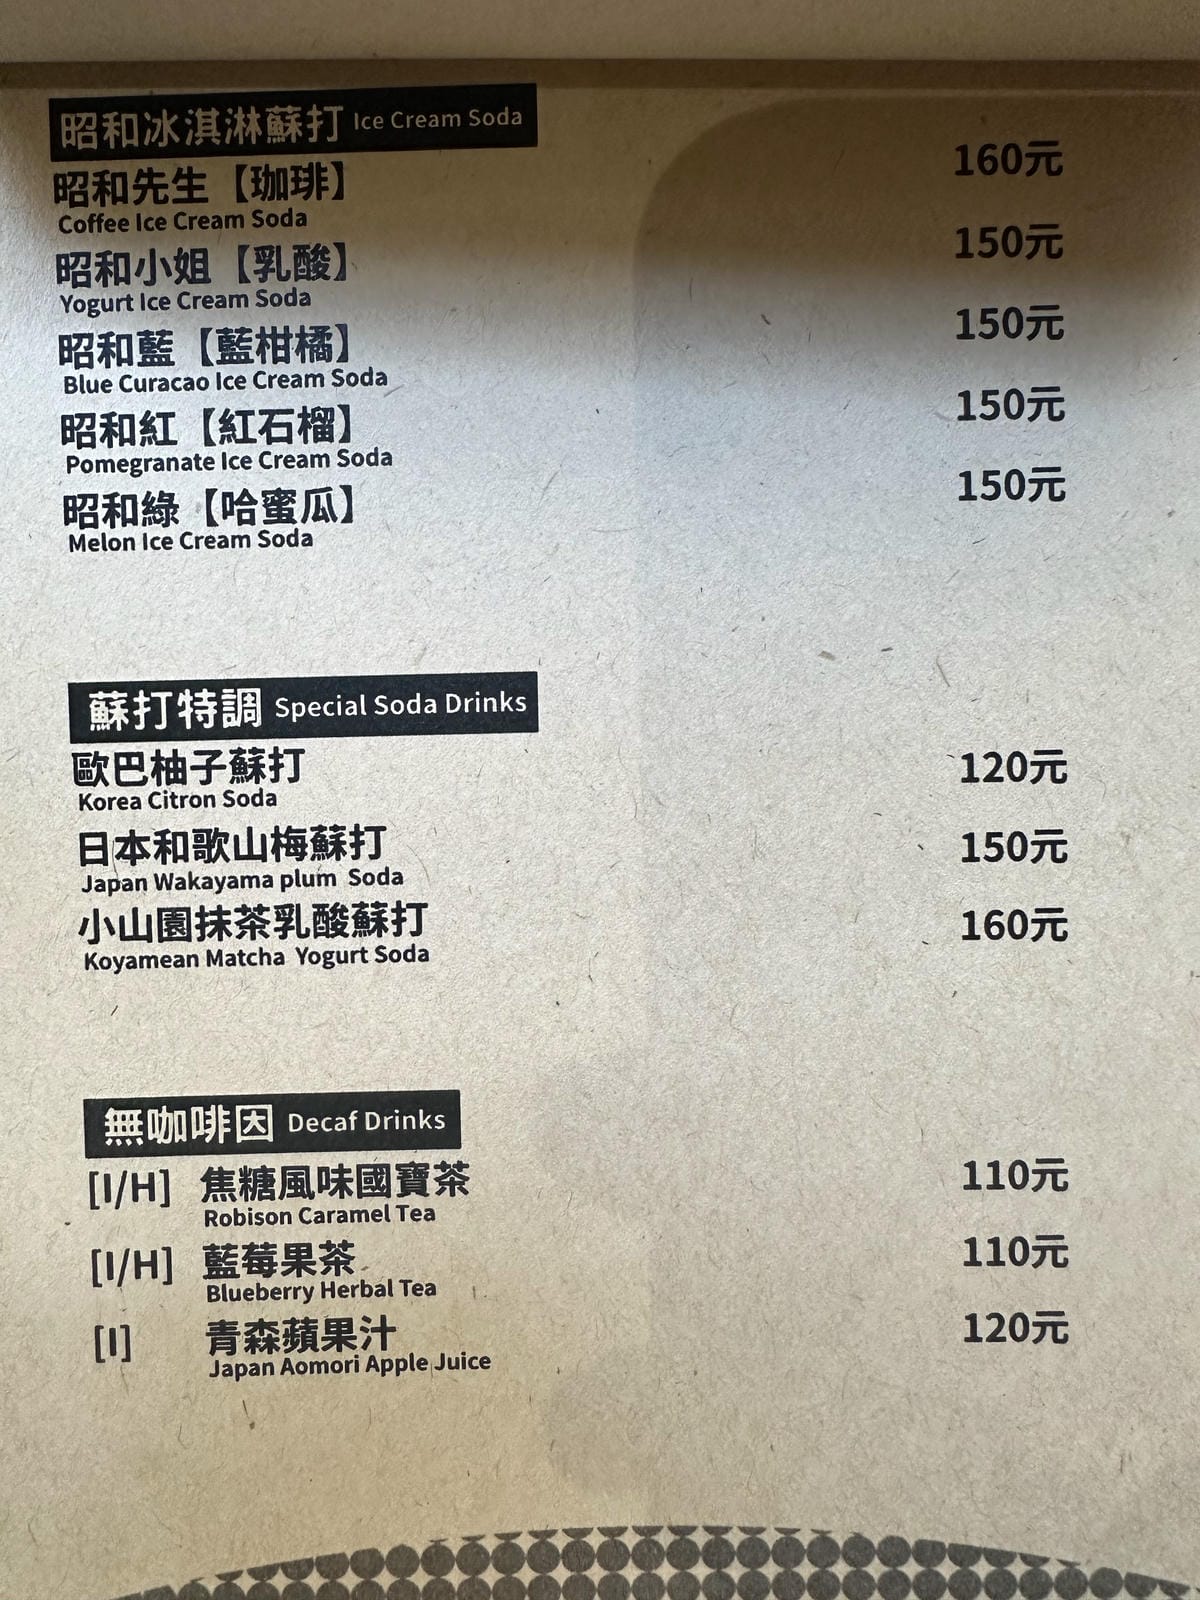 昭和冰淇淋蘇打 Ice Cream Soda
昭和先生【珈琲】 160元
Coffee Ice Cream Soda
昭和小姐【乳酸】 150元
Yogurt Ice Cream Soda
昭和藍【藍柑橘】 150元
Blue Curacao Ice Cream Soda
昭和紅【紅石榴】 150元
Pomegranate Ice Cream Soda
昭和綠【哈蜜瓜】 150元
Melon Ice Cream Soda
蘇打特調 Special Soda Drinks
歐巴柚子蘇打 120元
Korea Citron Soda
日本和歌山梅蘇打 150元
Japan Wakayama plum Soda
小山園抹茶乳酸蘇打 160元
Koyamean Matcha Yogurt Soda
無咖啡因 Decaf Drinks
[I/H] 焦糖風味國寶茶 110元
Robison Caramel Tea
[I/H] 藍莓果茶 110元
Blueberry Herbal Tea
[I] 青森蘋果汁 120元
Japan Aomori Apple Juice